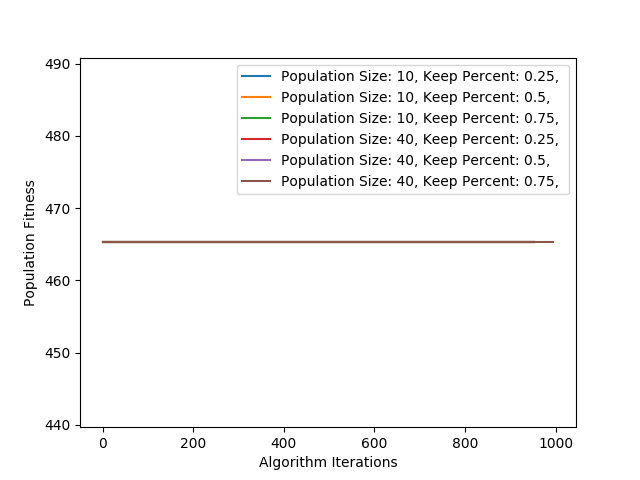 490
480
470
460
450
440
Population Fitness
Population Size: 10, Keep Percent: 0.25,
Population Size: 10, Keep Percent: 0.5,
Population Size: 10, Keep Percent: 0.75,
Population Size: 40, Keep Percent: 0.25,
Population Size: 40, Keep Percent: 0.5,
Population Size: 40, Keep Percent: 0.75,
0 200 400 600 800 1000
Algorithm Iterations